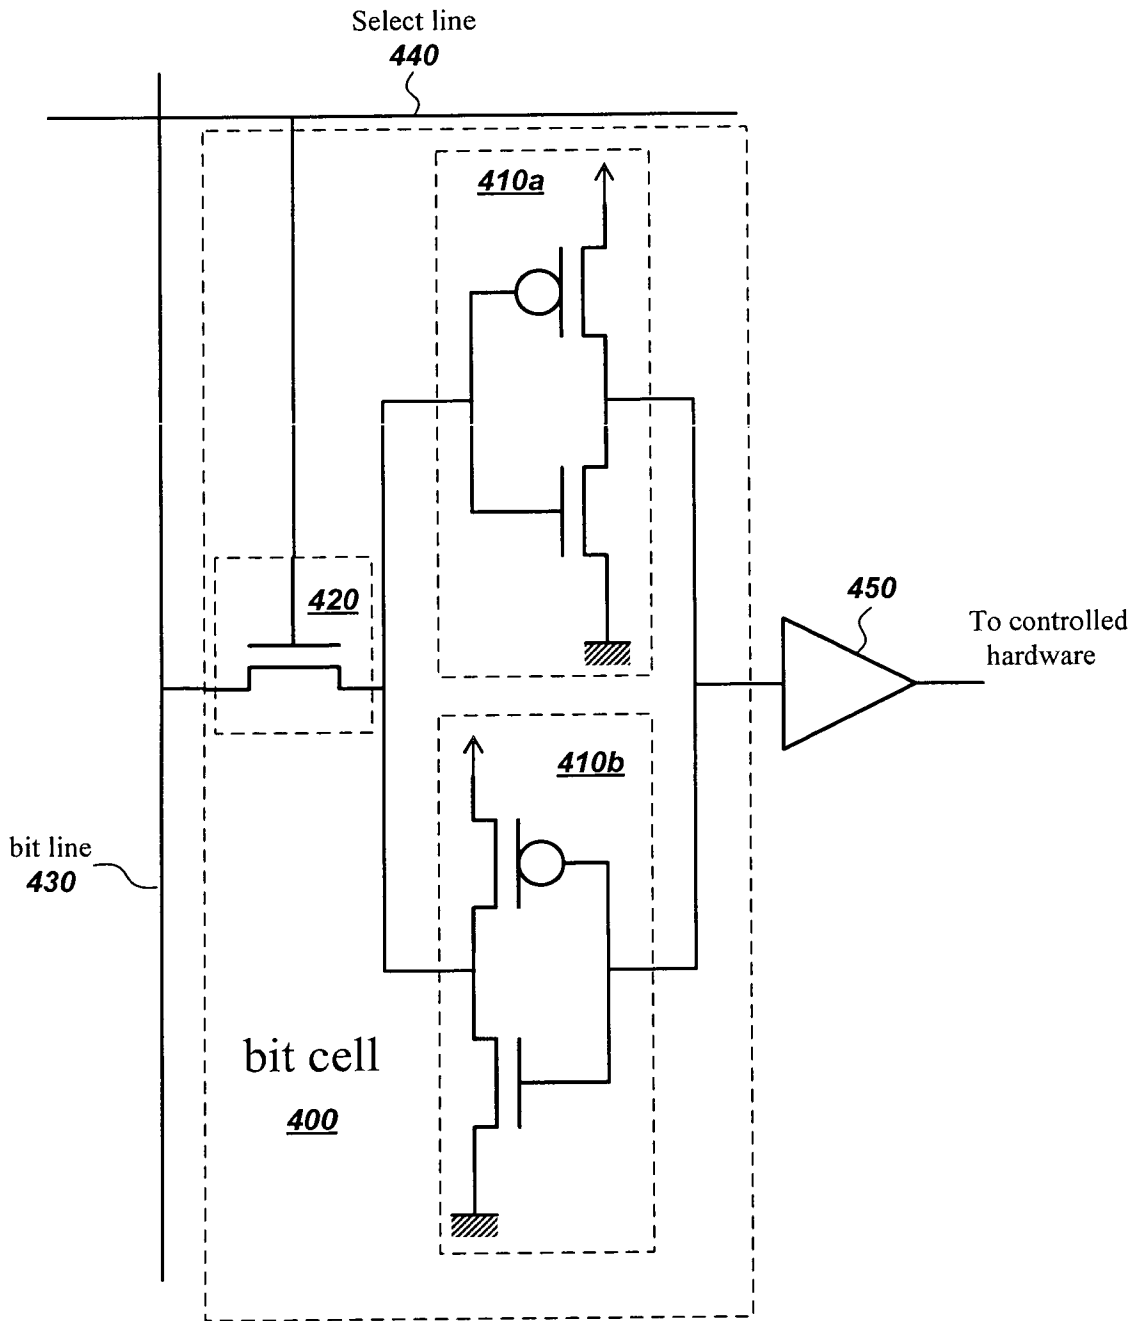 Select line
440
410a
420
450
To controlled
hardware
410b
bit line
430
bit cell
400